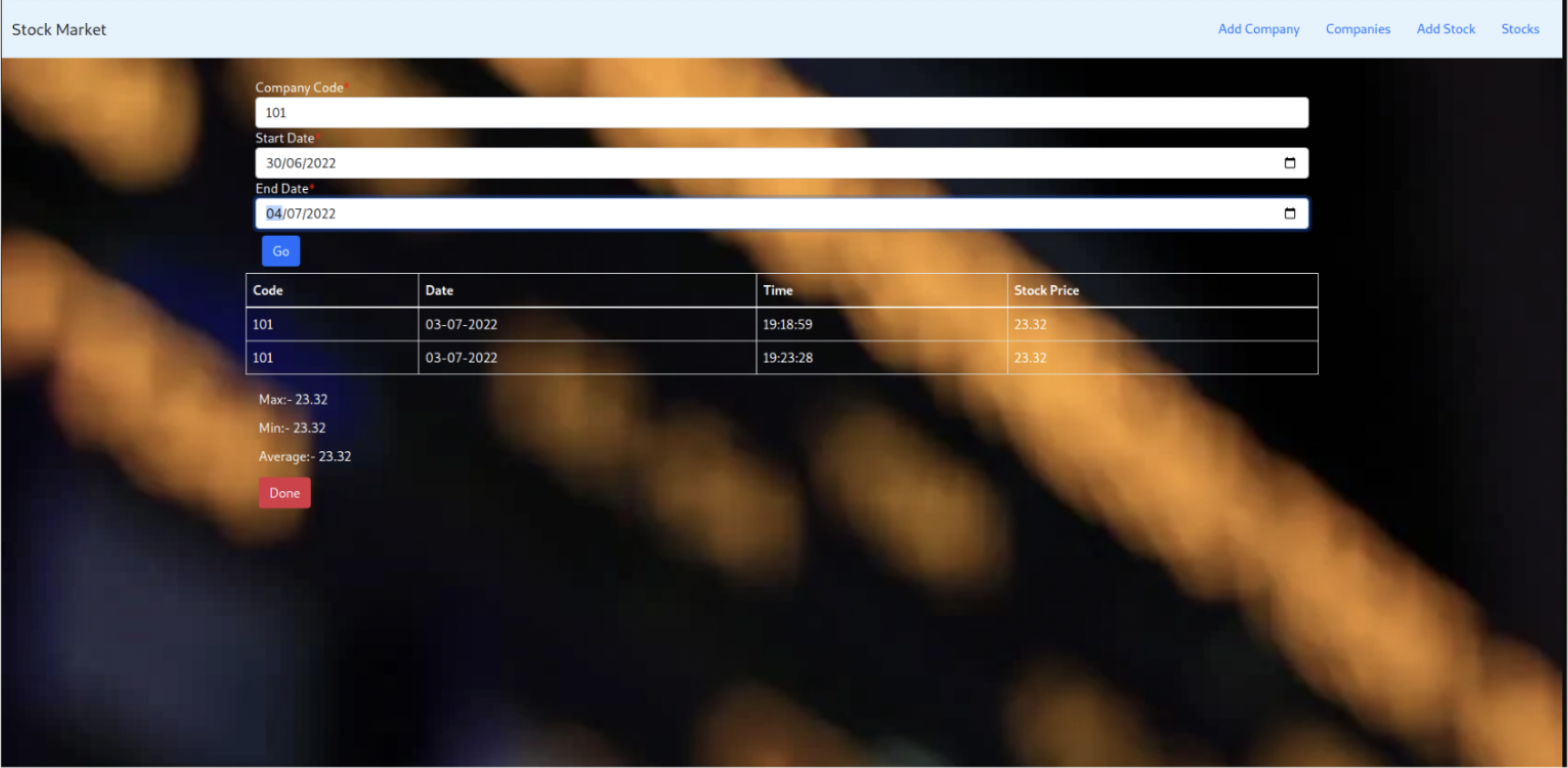 Stock Market Add Company Companies Add Stock Stocks
Company Code*
101
Start Date*
30/06/2022
End Date*
04/07/2022
Go
Code Date Time Stock Price
101 03-07-2022 19:18:59 23.32
101 03-07-2022 19:23:28 23.32
Max:- 23.32
Min:- 23.32
Average:- 23.32
Done